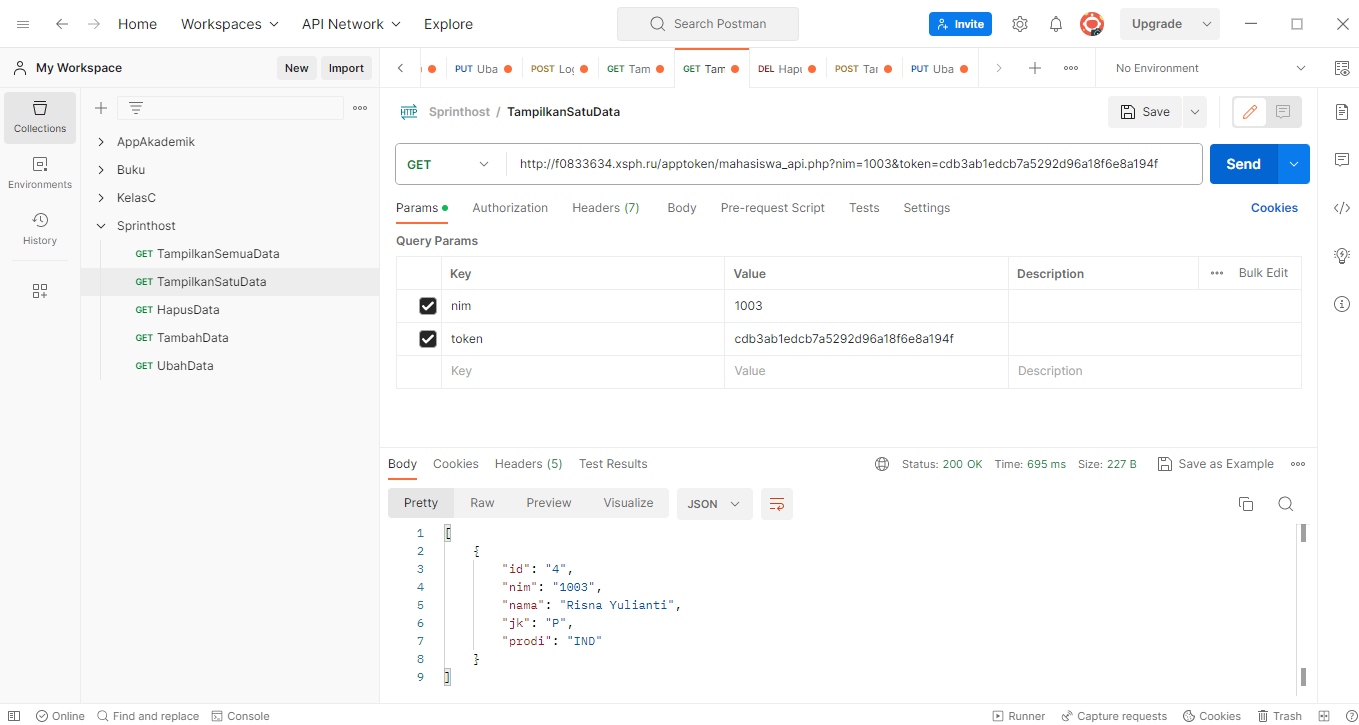 Home Workspaces API Network Explore Search Postman Invite Upgrade
My Workspace New Import PUT Uba POST Log GET Tam GET Tam DEL Hapu POST Tar PUT Uba No Environment
Collections
Environments
History
AppAkademik
Buku
KelasC
Sprinthost
GET TampilkanSemuaData
GET TampilkanSatuData
GET HapusData
GET TambahData
GET UbahData
HTTP Sprinthost / TampilkanSatuData Save
GET http://f0833634.xsph.ru/apptoken/mahasiswa_api.php?nim=1003&token=cdb3ab1edcb7a5292d96a18f6e8a194f Send
Params Authorization Headers (7) Body Pre-request Script Tests Settings Cookies
Query Params
Key Value Description Bulk Edit
nim 1003
token cdb3ab1edcb7a5292d96a18f6e8a194f
Key Value Description
Body Cookies Headers (5) Test Results Status: 200 OK Time: 695 ms Size: 227 B Save as Example
Pretty Raw Preview Visualize JSON
1 [
2 {
3 "id": "4",
4 "nim": "1003",
5 "nama": "Risna Yulianti",
6 "jk": "P",
7 "prodi": "IND"
8 }
9 ]
Online Find and replace Console Runner Capture requests Cookies Trash